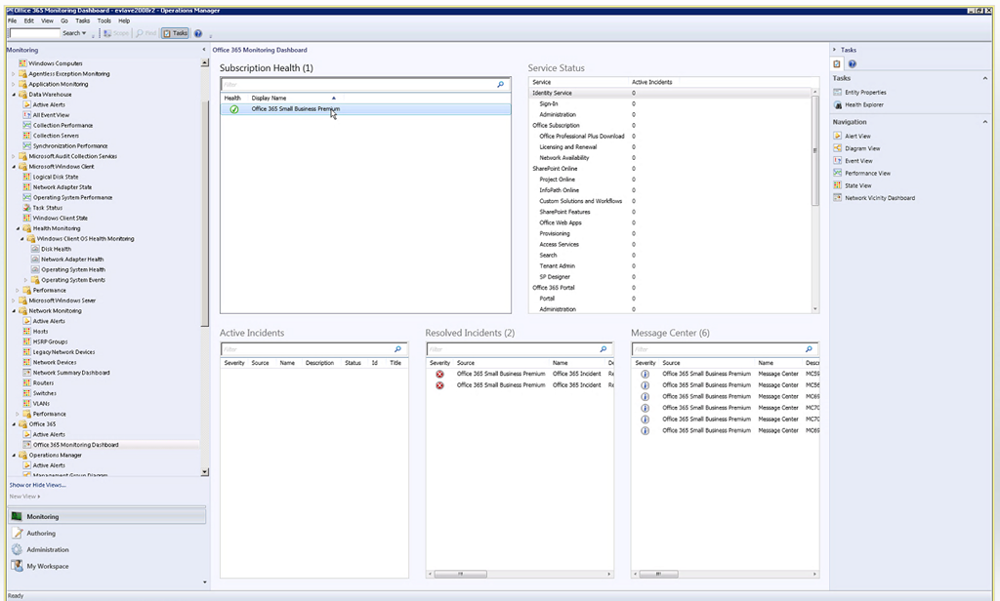 Office 365 Monitoring Dashboard - evlave2008r2 - Operations Manager
File Edit View Go Tasks Tools Help
Search Scope Find Tasks
Monitoring
Windows Computers
Agentless Exception Monitoring
Application Monitoring
Data Warehouse
Active Alerts
All Event View
Collection Performance
Collection Servers
Synchronization Performance
Microsoft Audit Collection Services
Microsoft Windows Client
Logical Disk State
Network Adapter State
Operating System Performance
Task Status
Windows Client State
Health Monitoring
Windows Client OS Health Monitoring
Disk Health
Network Adapter Health
Operating System Health
Operating System Events
Performance
Microsoft Windows Server
Network Monitoring
Active Alerts
Hosts
HSRP Groups
Legacy Network Devices
Network Devices
Network Summary Dashboard
Routers
Switches
VLANs
Performance
Office 365
Active Alerts
Office 365 Monitoring Dashboard
Operations Manager
Active Alerts
Management Group Diagram
Show or Hide Views...
New View
Monitoring
Authoring
Administration
My Workspace
Ready
Office 365 Monitoring Dashboard
Subscription Health (1)
Filter
Health Display Name
Office 365 Small Business Premium
Service Status
Service Active Incidents
Identity Service 0
Sign-In 0
Administration 0
Office Subscription 0
Office Professional Plus Download 0
Licensing and Renewal 0
Network Availability 0
SharePoint Online 0
Project Online 0
InfoPath Online 0
Custom Solutions and Workflows 0
SharePoint Features 0
Office Web Apps 0
Provisioning 0
Access Services 0
Search 0
Tenant Admin 0
SP Designer 0
Office 365 Portal 0
Portal 0
Administration 0
Active Incidents
Filter
Severity Source Name Description Status Id Title
Resolved Incidents (2)
Filter
Severity Source Name
Office 365 Small Business Premium Office 365 Incident Re
Office 365 Small Business Premium Office 365 Incident Re
Message Center (6)
Filter
Severity Source Name Descr
Office 365 Small Business Premium Message Center MC59
Office 365 Small Business Premium Message Center MC56
Office 365 Small Business Premium Message Center MC69
Office 365 Small Business Premium Message Center MC70
Office 365 Small Business Premium Message Center MC70
Office 365 Small Business Premium Message Center MC69
Tasks
Tasks
Entity Properties
Health Explorer
Navigation
Alert View
Diagram View
Event View
Performance View
State View
Network Vicinity Dashboard